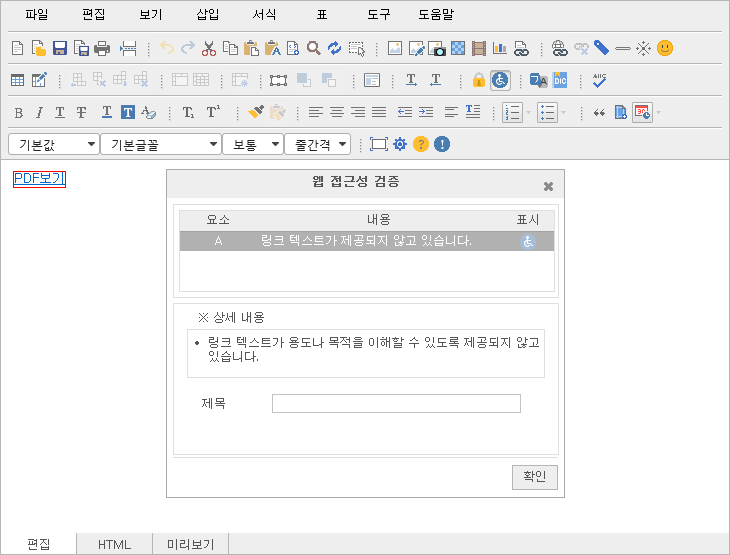 파일 편집 보기 삽입 서식 표 도구 도움말
DIC ABC
B I T T T T T₁ T¹ 30
기본값 기본글꼴 보통 줄간격
PDF보기
웹 접근성 검증
요소 내용 표시
A 링크 텍스트가 제공되지 않고 있습니다.
※ 상세 내용
• 링크 텍스트가 용도나 목적을 이해할 수 있도록 제공되지 않고
있습니다.
제목
확인
편집 HTML 미리보기